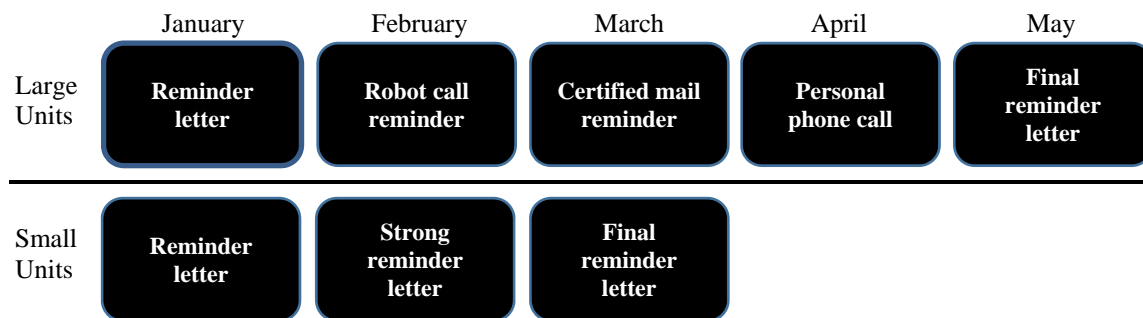 January February March April May
Large
Units
Reminder
letter
Robot call
reminder
Certified mail
reminder
Personal
phone call
Final
reminder
letter
Small
Units
Reminder
letter
Strong
reminder
letter
Final
reminder
letter